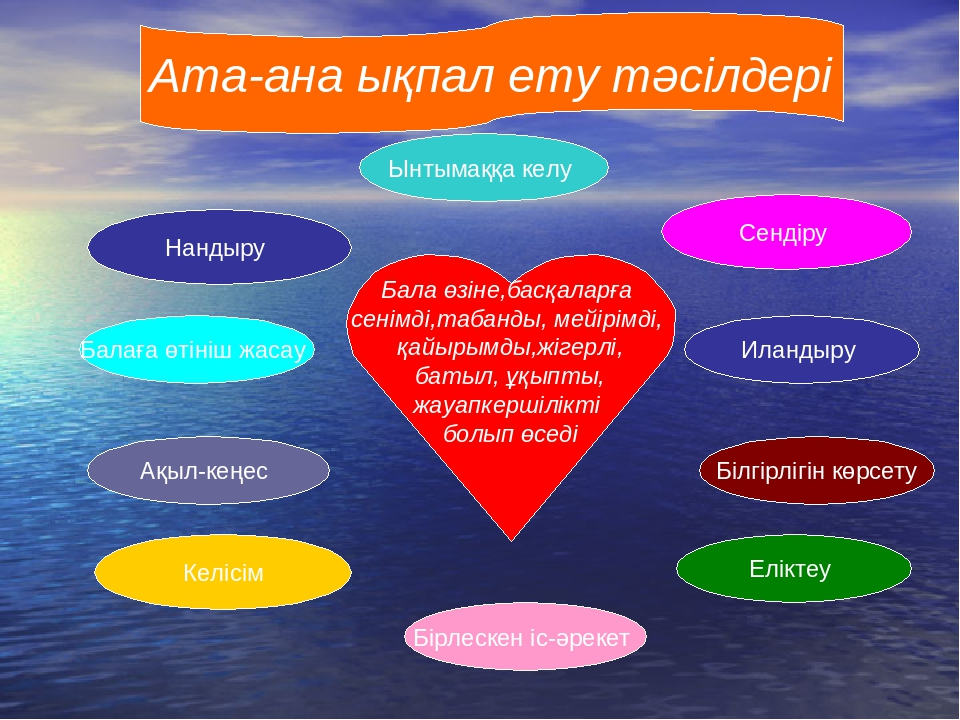 Ата-ана ықпал ету тәсілдері
Ынтымаққа келу
Нандыру
Сендіру
Бала өзіне,басқаларға
сенімді,табанды, мейірімді,
қайырымды,жігерлі,
батыл, ұқыпты,
жауапкершілікті
болып өседі
Балаға өтініш жасау
Иландыру
Ақыл-кеңес
Білгірлігін көрсету
Келісім
Еліктеу
Бірлескен іс-әрекет